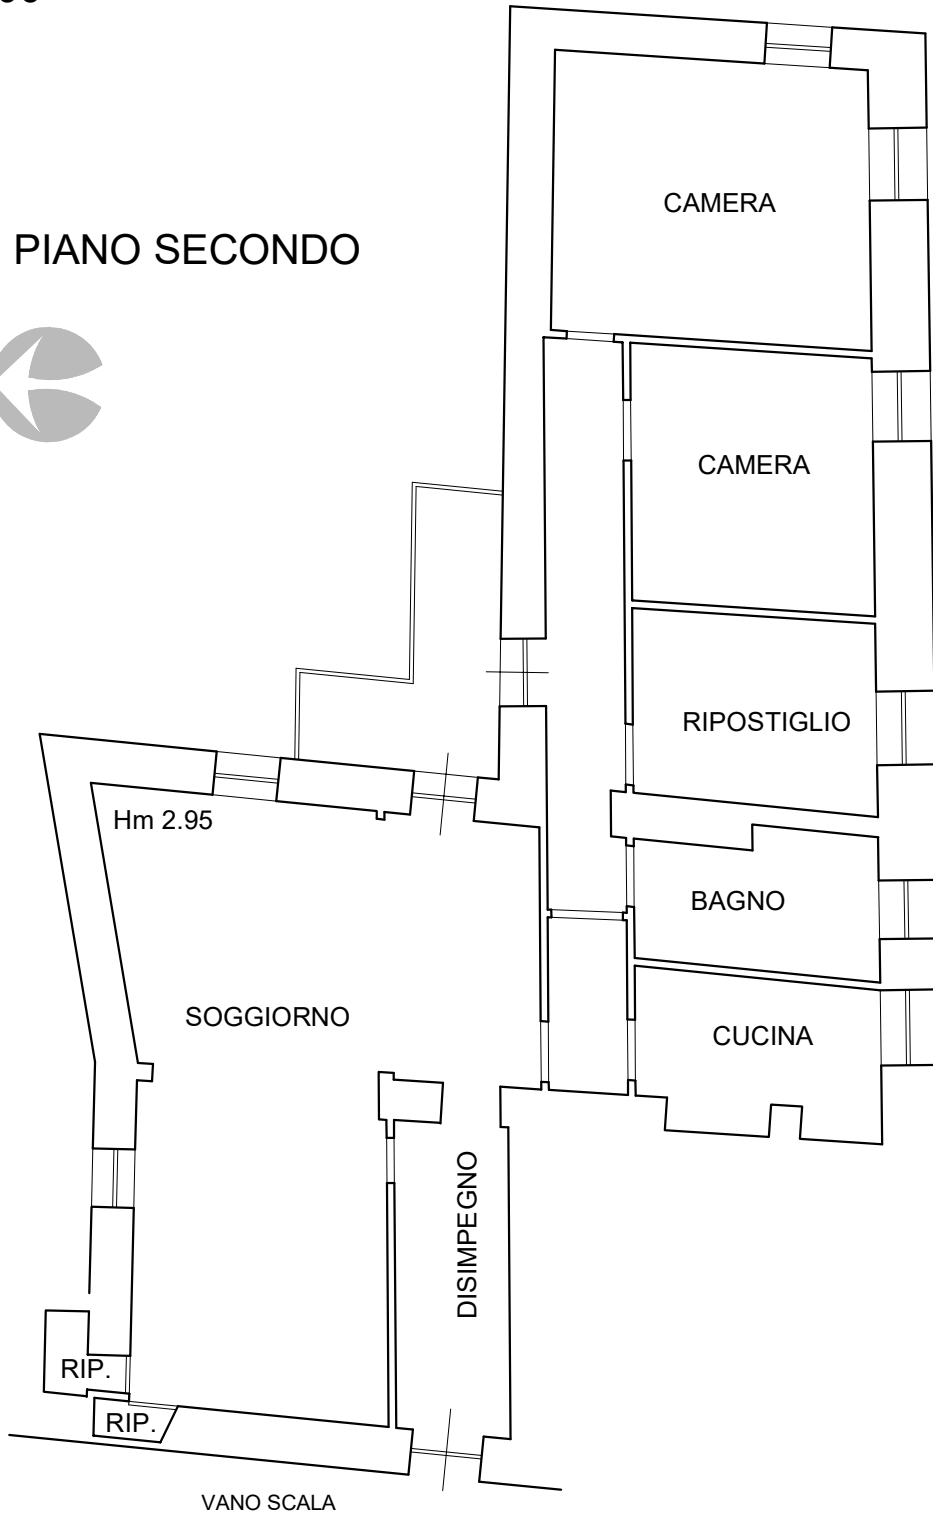 CAMERA
PIANO SECONDO
CAMERA
RIPOSTIGLIO
Hm 2.95
BAGNO
SOGGIORNO
CUCINA
DISIMPEGNO
RIP.
RIP.
VANO SCALA